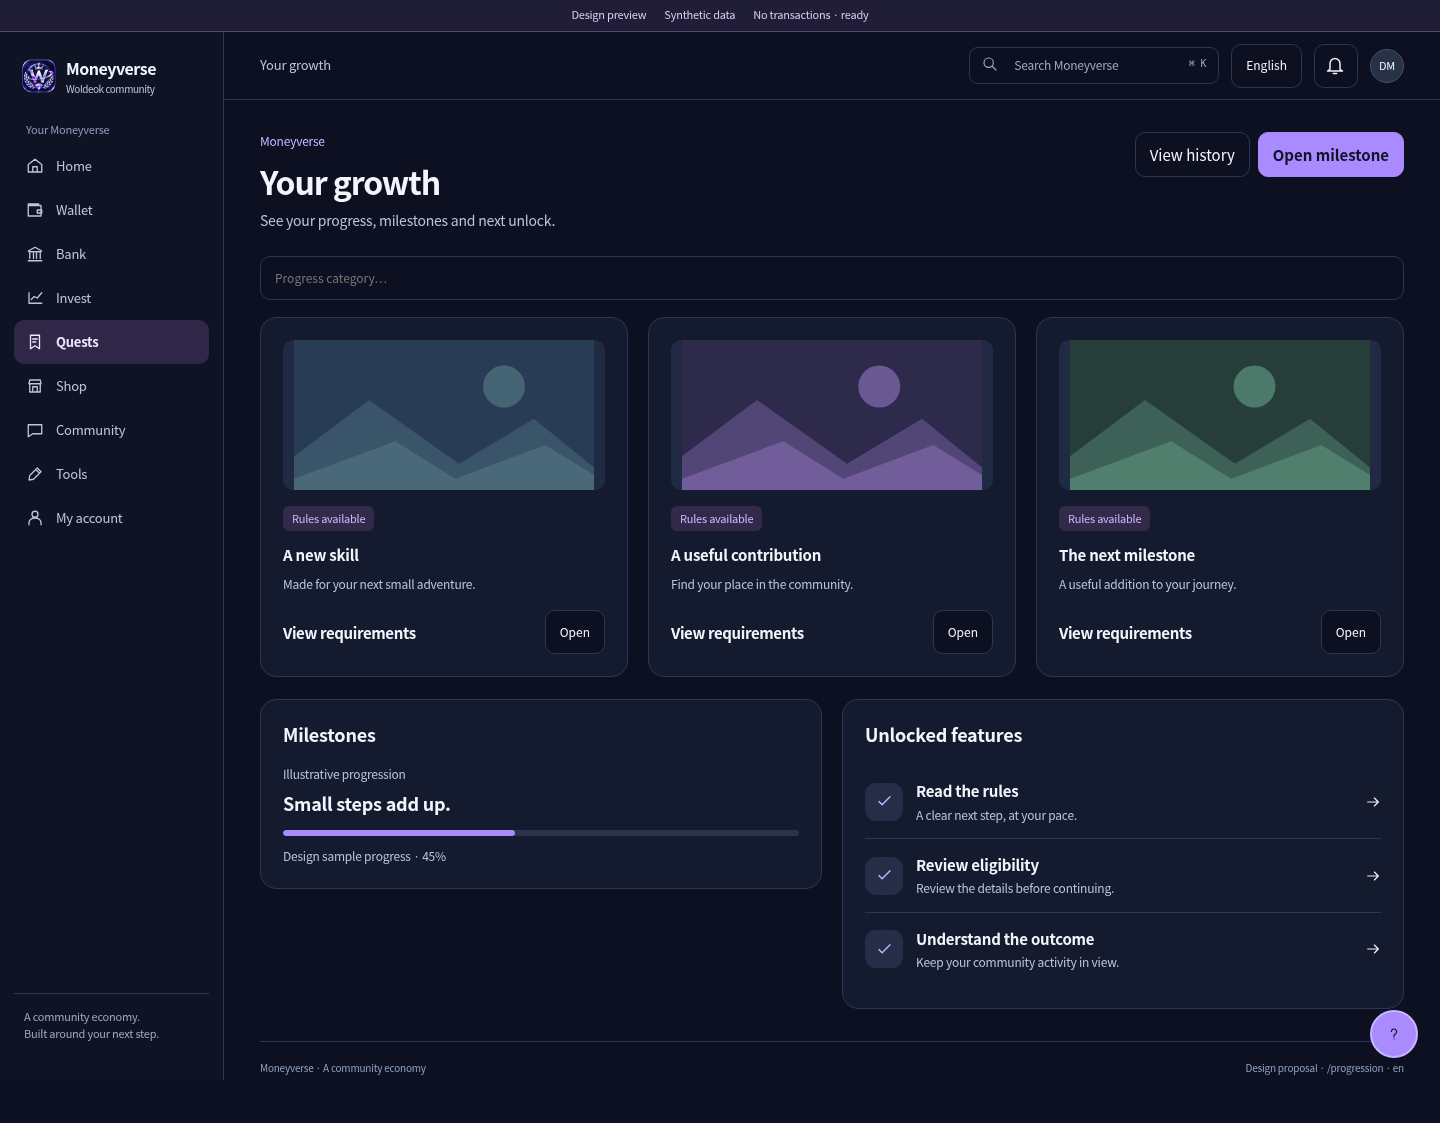 Design preview Synthetic data No transactions · ready
Moneyverse
Woldeok community
Your Moneyverse
Home
Wallet
Bank
Invest
Quests
Shop
Community
Tools
My account
A community economy.
Built around your next step.
Your growth
Search Moneyverse ⌘ K
English
DM
Moneyverse
Your growth
See your progress, milestones and next unlock.
View history
Open milestone
Progress category…
Rules available
A new skill
Made for your next small adventure.
View requirements Open
Rules available
A useful contribution
Find your place in the community.
View requirements Open
Rules available
The next milestone
A useful addition to your journey.
View requirements Open
Milestones
Illustrative progression
Small steps add up.
Design sample progress · 45%
Unlocked features
Read the rules
A clear next step, at your pace.
Review eligibility
Review the details before continuing.
Understand the outcome
Keep your community activity in view.
?
Moneyverse · A community economy
Design proposal · /progression · en